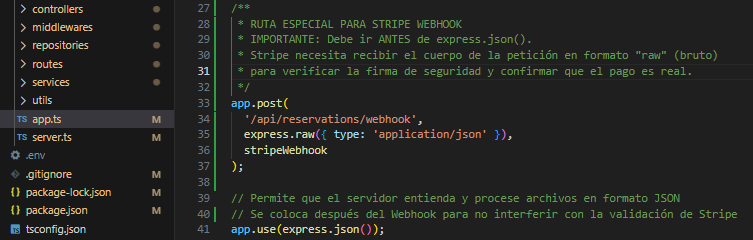 controllers
middlewares
repositories
routes
services
utils
TS app.ts M
TS server.ts M
.env
.gitignore M
{} package-lock.json M
{} package.json M
tsconfig.json
27 /**
28 * RUTA ESPECIAL PARA STRIPE WEBHOOK
29 * IMPORTANTE: Debe ir ANTES de express.json().
30 * Stripe necesita recibir el cuerpo de la petición en formato "raw" (bruto)
31 * para verificar la firma de seguridad y confirmar que el pago es real.
32 */
33 app.post(
34 '/api/reservations/webhook',
35 express.raw({ type: 'application/json' }),
36 stripeWebhook
37 );
38
39 // Permite que el servidor entienda y procese archivos en formato JSON
40 // Se coloca después del Webhook para no interferir con la validación de Stripe
41 app.use(express.json());